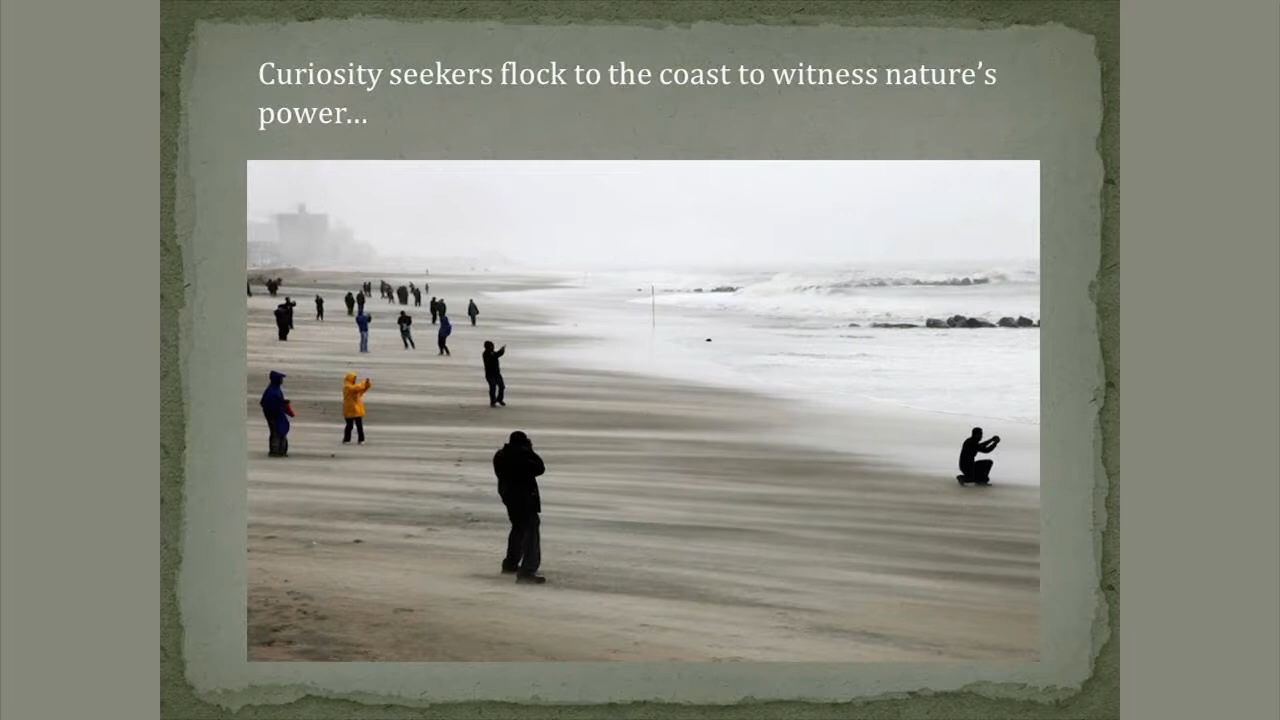 Curiosity seekers flock to the coast to witness nature’s
power…